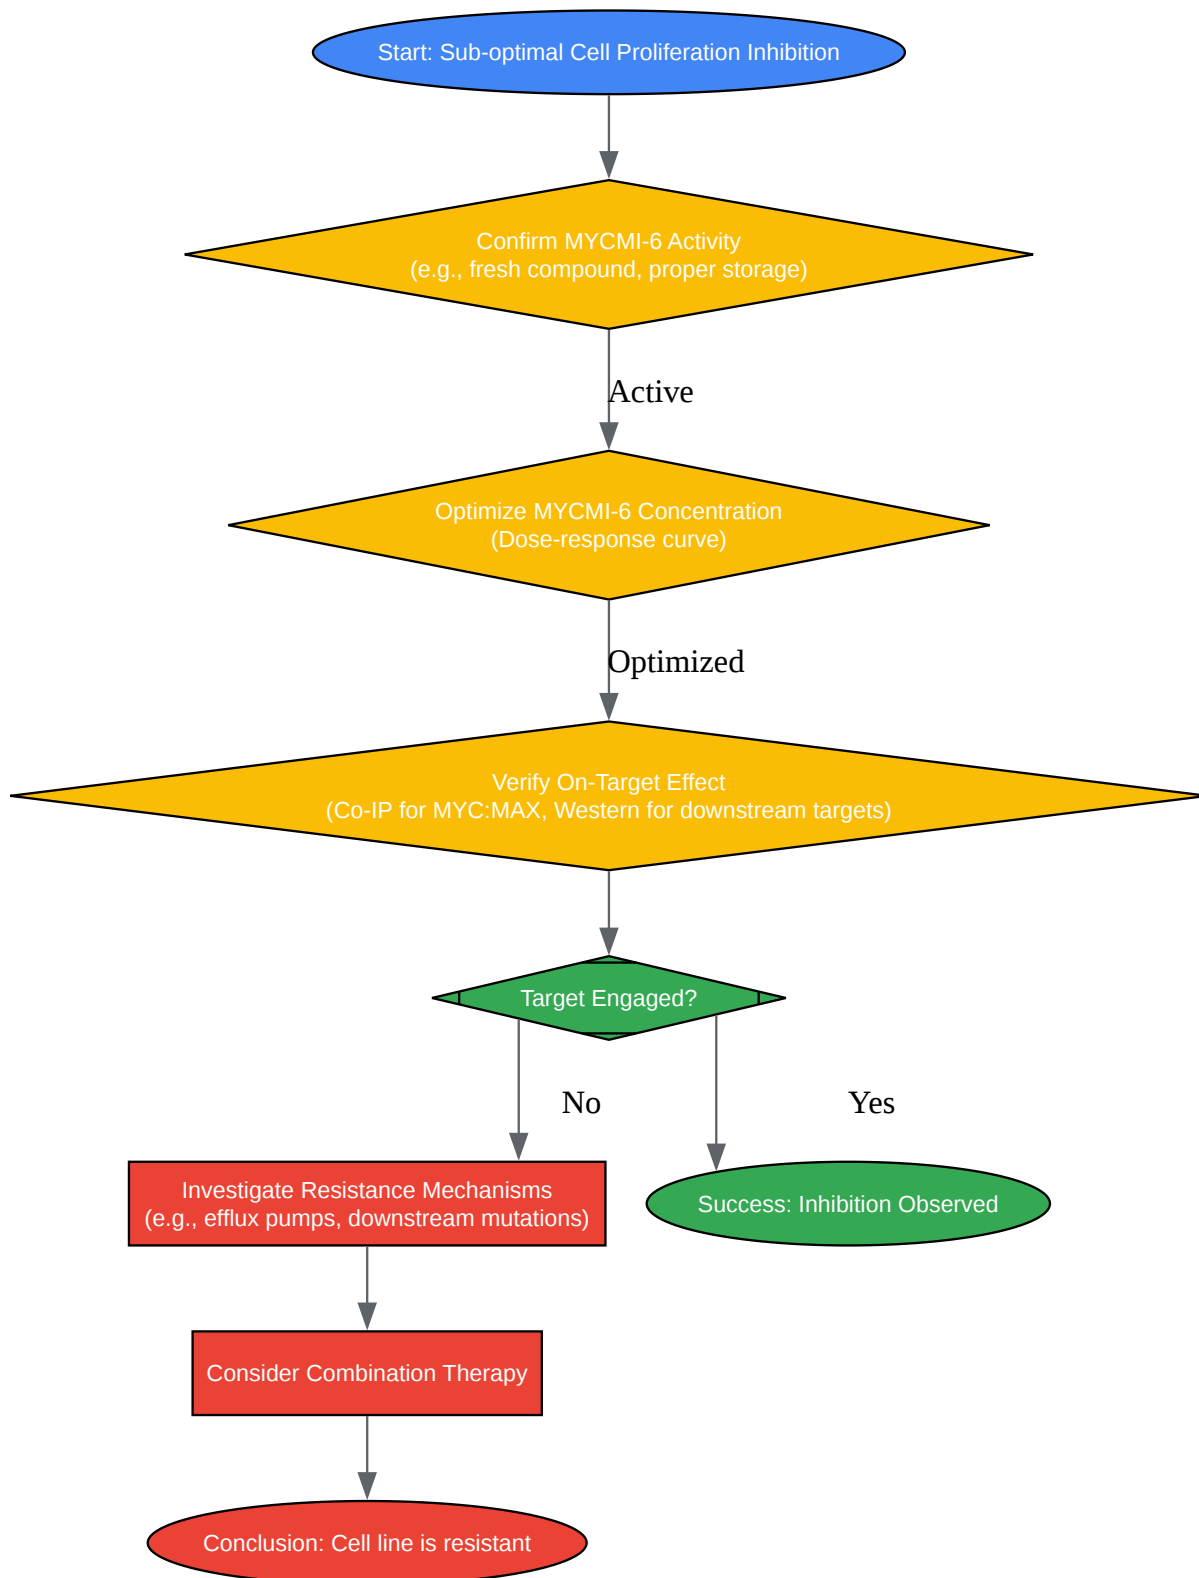 Start: Sub-optimal Cell Proliferation Inhibition
Confirm MYCMI-6 Activity
(e.g., fresh compound, proper storage)
Active
Optimize MYCMI-6 Concentration
(Dose-response curve)
Optimized
Verify On-Target Effect
(Co-IP for MYC:MAX, Western for downstream targets)
Target Engaged?
No
Yes
Investigate Resistance Mechanisms
(e.g., efflux pumps, downstream mutations)
Success: Inhibition Observed
Consider Combination Therapy
Conclusion: Cell line is resistant